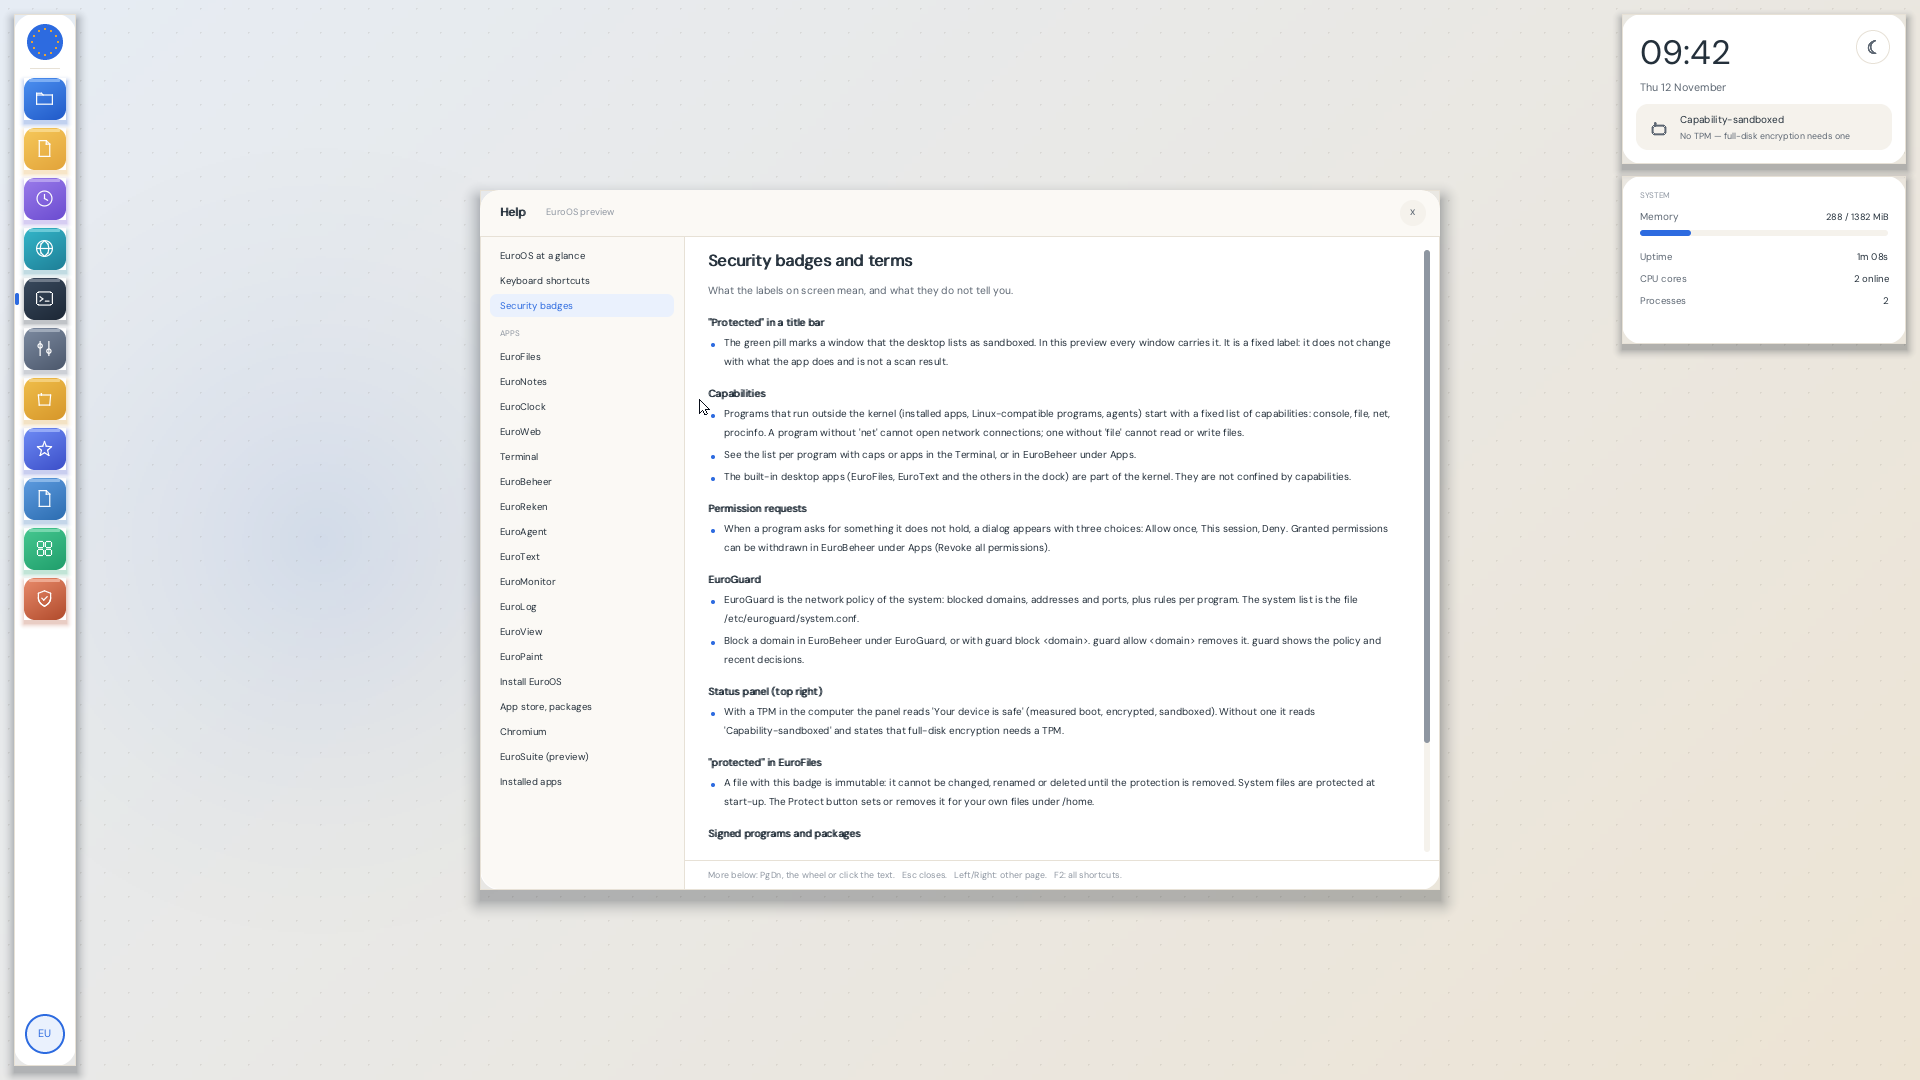 09:42
Thu 12 November
Capability-sandboxed
No TPM — full-disk encryption needs one
SYSTEM
Memory 288 / 1382 MiB
Uptime 1m 08s
CPU cores 2 online
Processes 2
Help EuroOS preview x
EuroOS at a glance
Keyboard shortcuts
Security badges
APPS
EuroFiles
EuroNotes
EuroClock
EuroWeb
Terminal
EuroBeheer
EuroReken
EuroAgent
EuroText
EuroMonitor
EuroLog
EuroView
EuroPaint
Install EuroOS
App store, packages
Chromium
EuroSuite (preview)
Installed apps
Security badges and terms
What the labels on screen mean, and what they do not tell you.
"Protected" in a title bar
The green pill marks a window that the desktop lists as sandboxed. In this preview every window carries it. It is a fixed label: it does not change
with what the app does and is not a scan result.
Capabilities
Programs that run outside the kernel (installed apps, Linux-compatible programs, agents) start with a fixed list of capabilities: console, file, net,
procinfo. A program without 'net' cannot open network connections; one without 'file' cannot read or write files.
See the list per program with caps or apps in the Terminal, or in EuroBeheer under Apps.
The built-in desktop apps (EuroFiles, EuroText and the others in the dock) are part of the kernel. They are not confined by capabilities.
Permission requests
When a program asks for something it does not hold, a dialog appears with three choices: Allow once, This session, Deny. Granted permissions
can be withdrawn in EuroBeheer under Apps (Revoke all permissions).
EuroGuard
EuroGuard is the network policy of the system: blocked domains, addresses and ports, plus rules per program. The system list is the file
/etc/euroguard/system.conf.
Block a domain in EuroBeheer under EuroGuard, or with guard block <domain>. guard allow <domain> removes it. guard shows the policy and
recent decisions.
Status panel (top right)
With a TPM in the computer the panel reads 'Your device is safe' (measured boot, encrypted, sandboxed). Without one it reads
'Capability-sandboxed' and states that full-disk encryption needs a TPM.
"protected" in EuroFiles
A file with this badge is immutable: it cannot be changed, renamed or deleted until the protection is removed. System files are protected at
start-up. The Protect button sets or removes it for your own files under /home.
Signed programs and packages
More below: PgDn, the wheel or click the text. Esc closes. Left/Right: other page. F2: all shortcuts.
EU